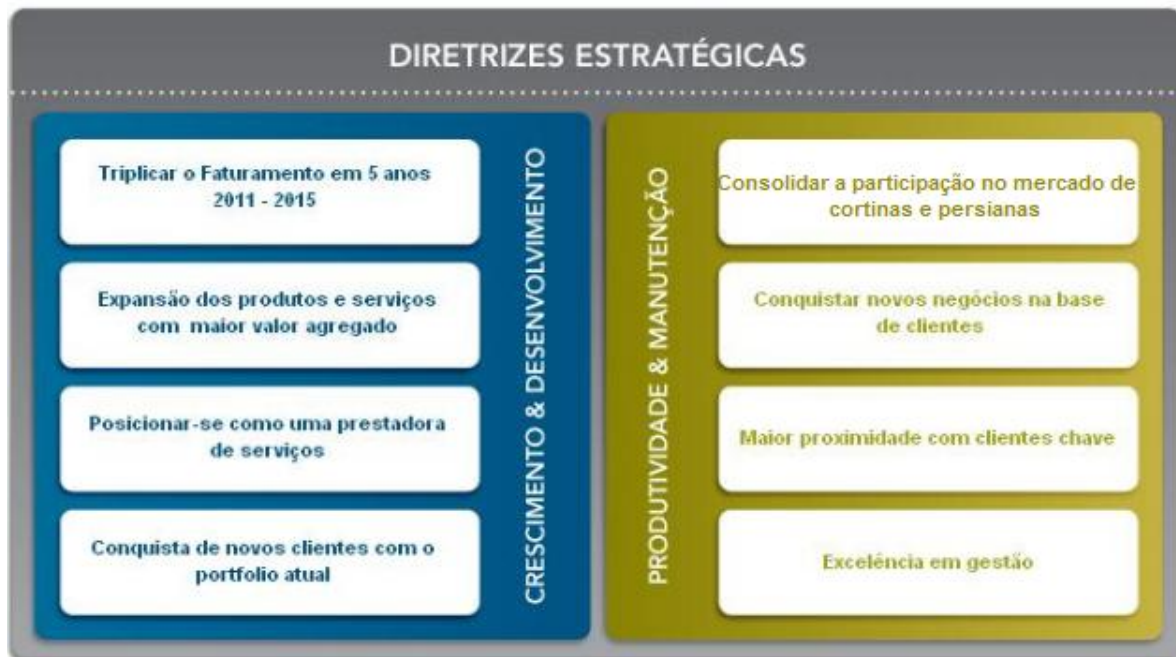 DIRETRIZES ESTRATÉGICAS
Triplicar o Faturamento em 5 anos
2011 - 2015
Expansão dos produtos e serviços
com maior valor agregado
Posicionar-se como uma prestadora
de serviços
Conquista de novos clientes com o
portfolio atual
CRESCIMENTO & DESENVOLVIMENTO
PRODUTIVIDADE & MANUTENÇÃO
Consolidar a participação no mercado de
cortinas e persianas
Conquistar novos negócios na base
de clientes
Maior proximidade com clientes chave
Excelência em gestão